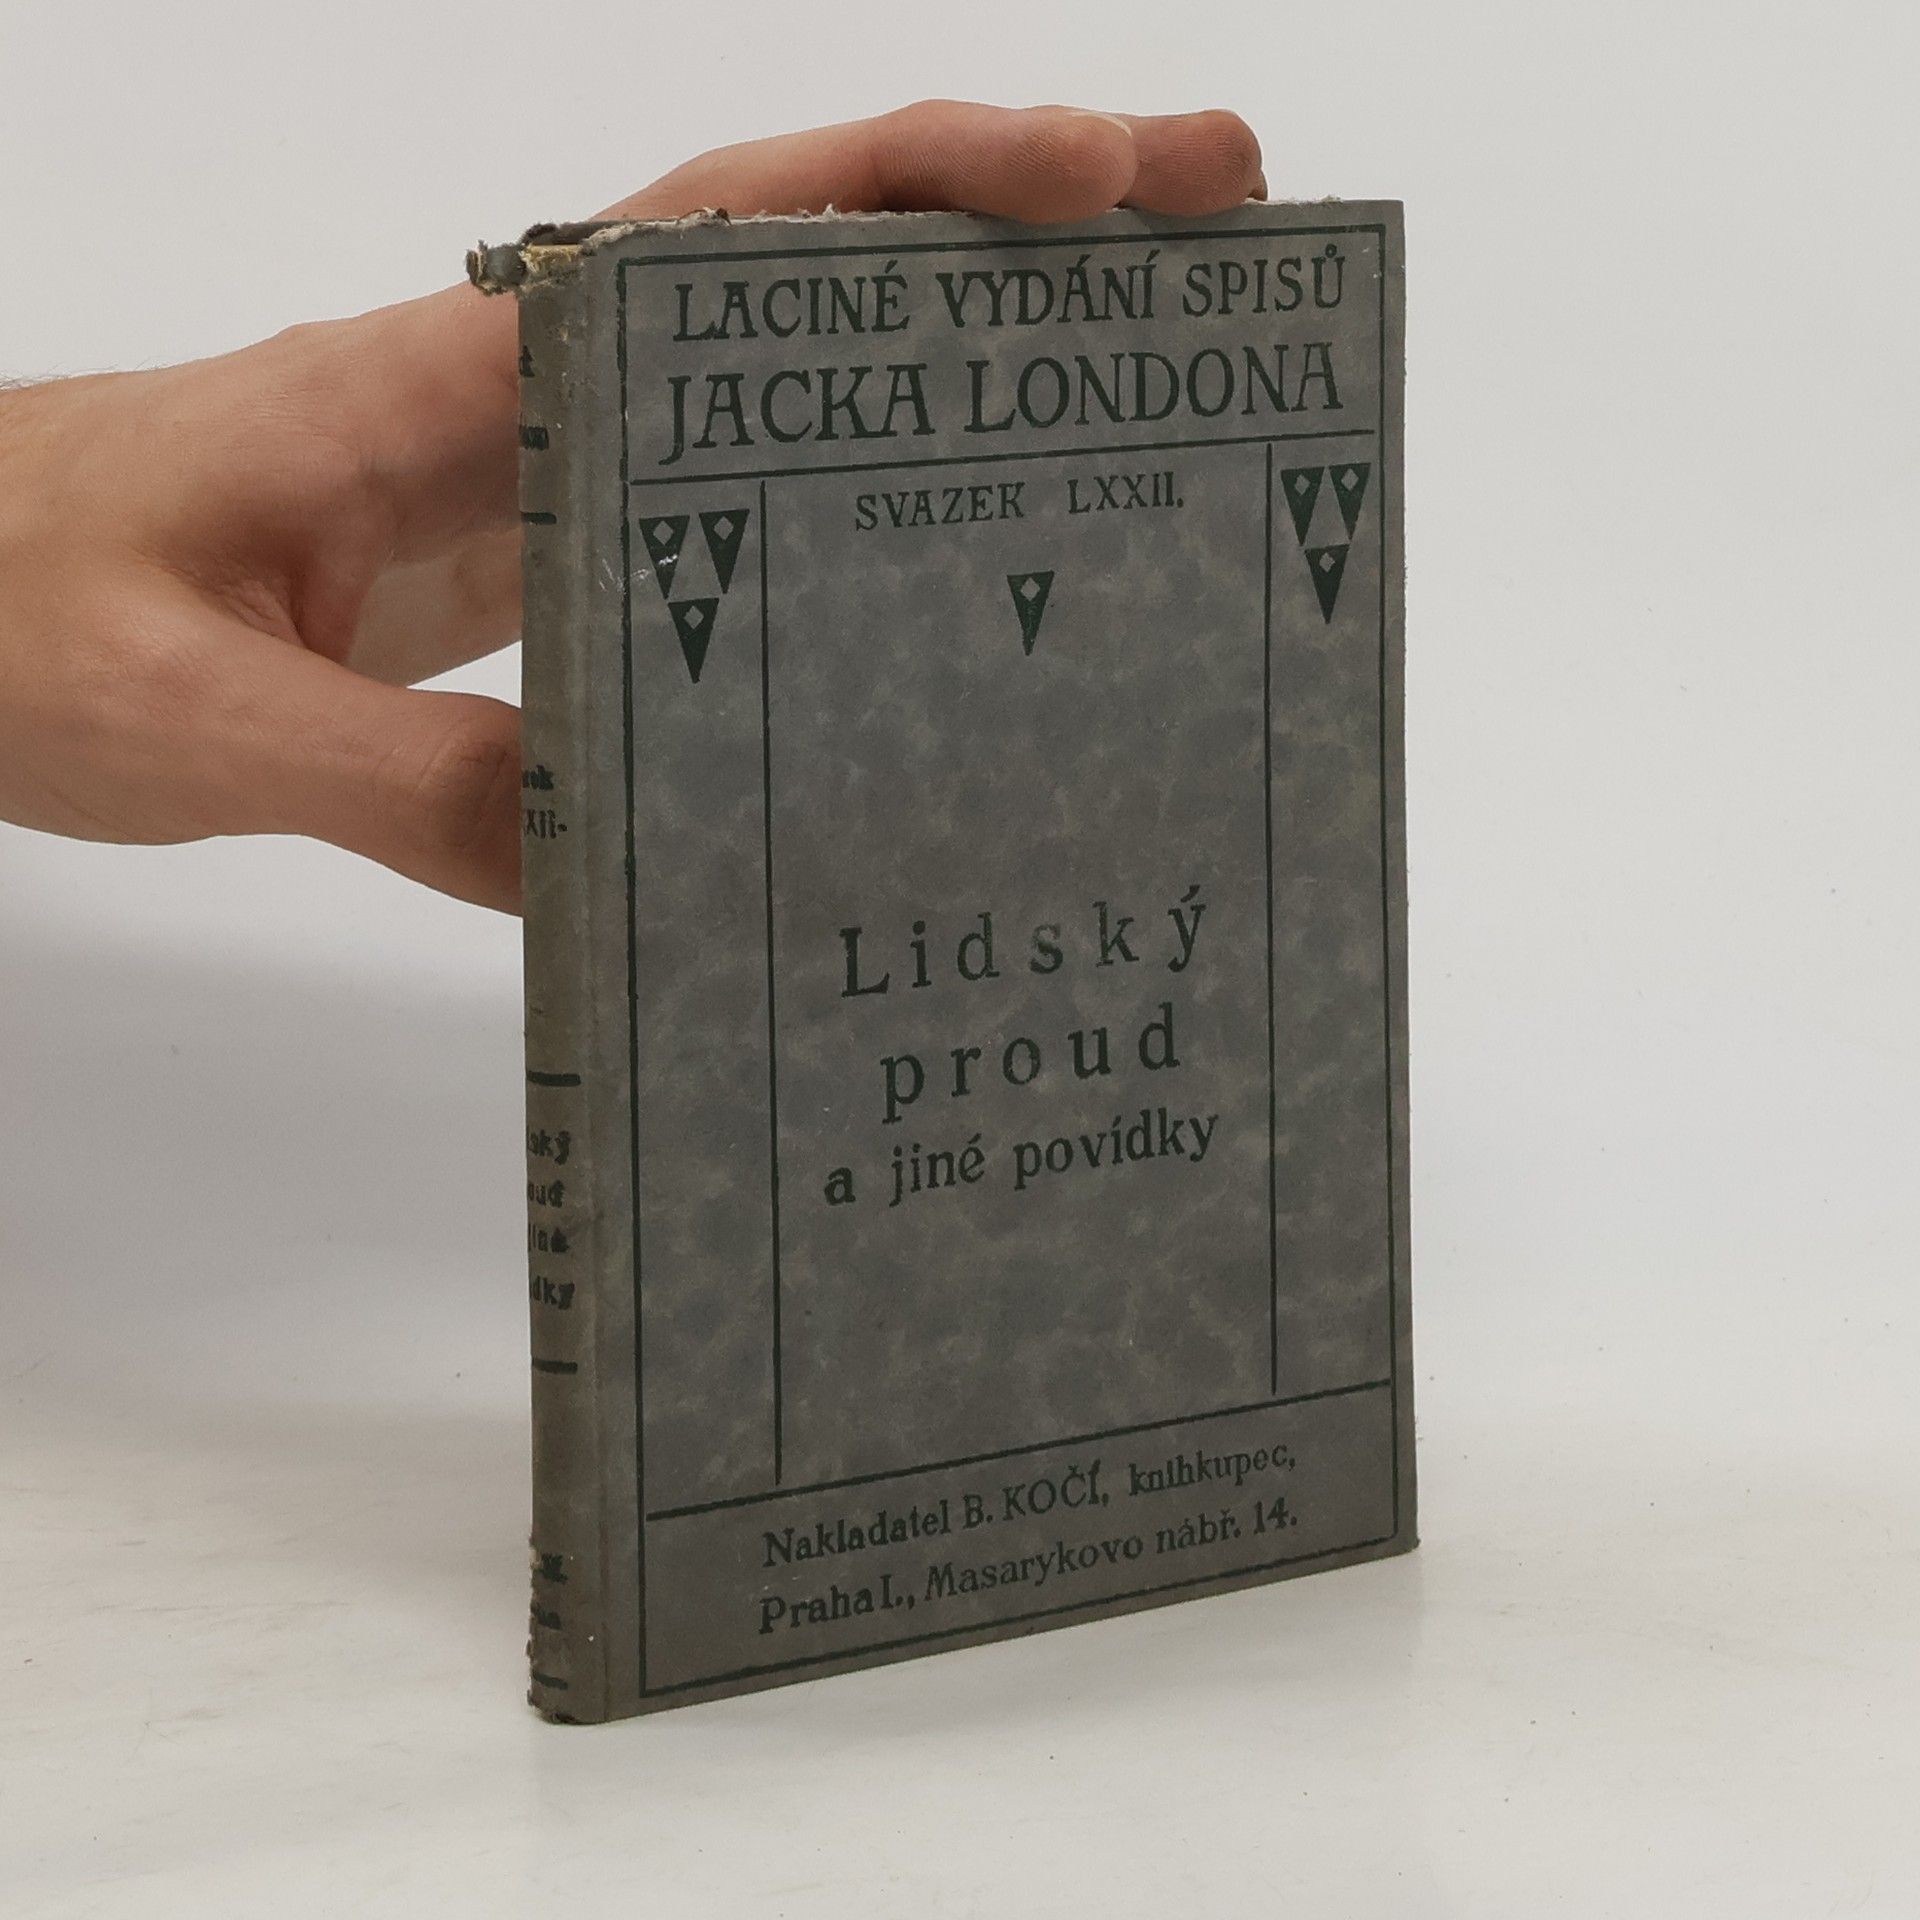 LACINÉ VYDÁNÍ SPISŮ
JACKA LONDONA
SVAZEK LXXII.
Lidský
proud
a jiné povídky
Nakladatel B. KOČÍ, knihkupec,
Praha I., Masarykovo nábř. 14.